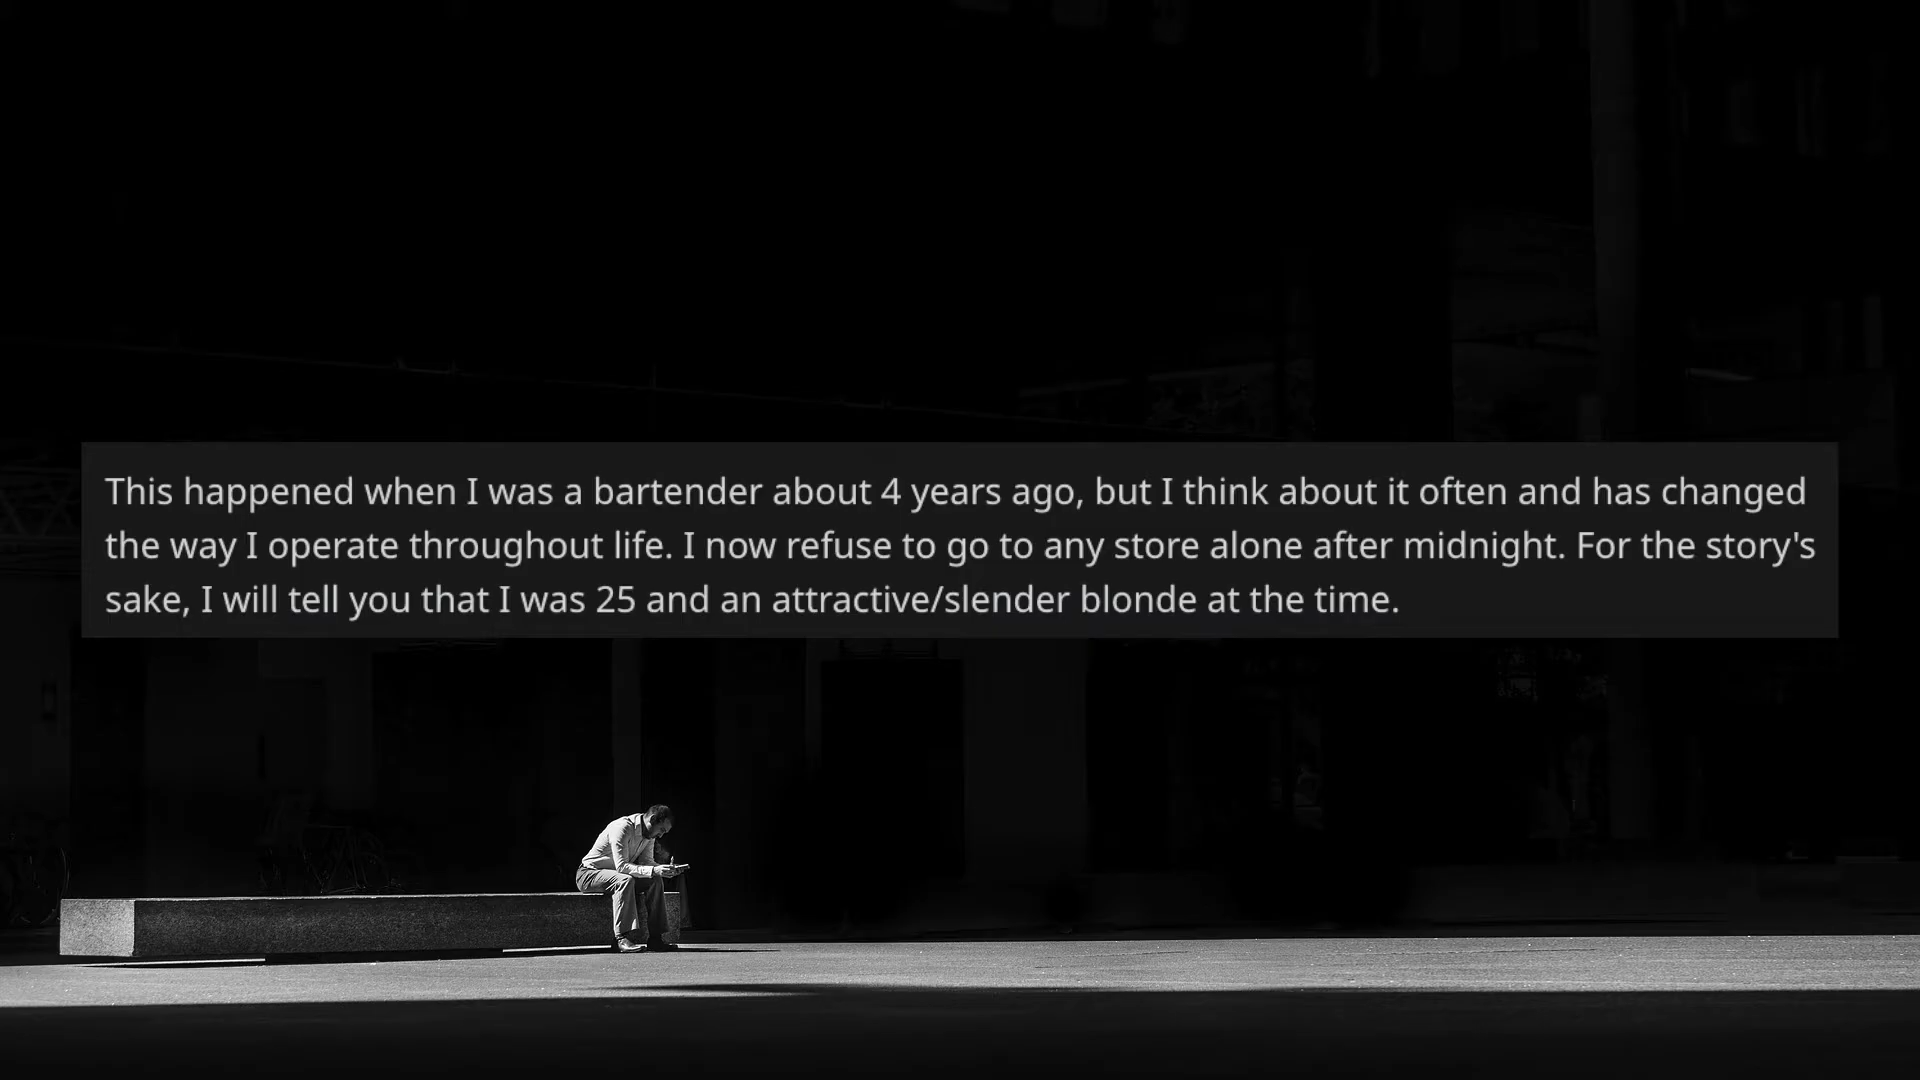 This happened when I was a bartender about 4 years ago, but I think about it often and has changed
the way I operate throughout life. I now refuse to go to any store alone after midnight. For the story's
sake, I will tell you that I was 25 and an attractive/slender blonde at the time.